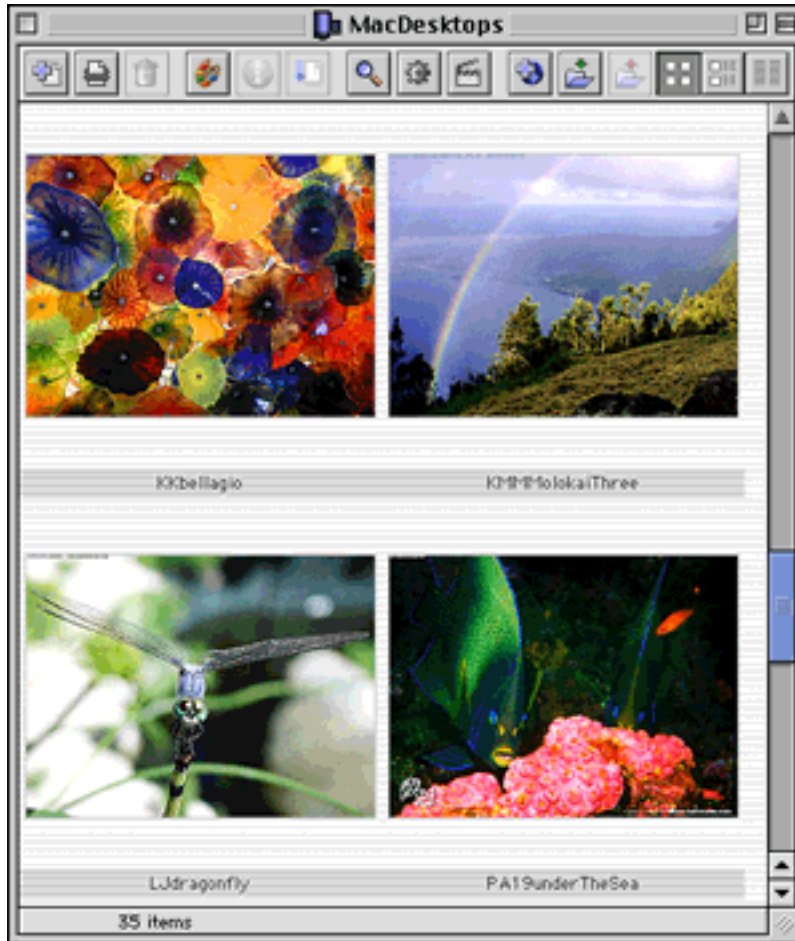 MacDesktops
KKbellagio
KMMMolokaiThree
LJdragonfly
PA19underTheSea
35 items